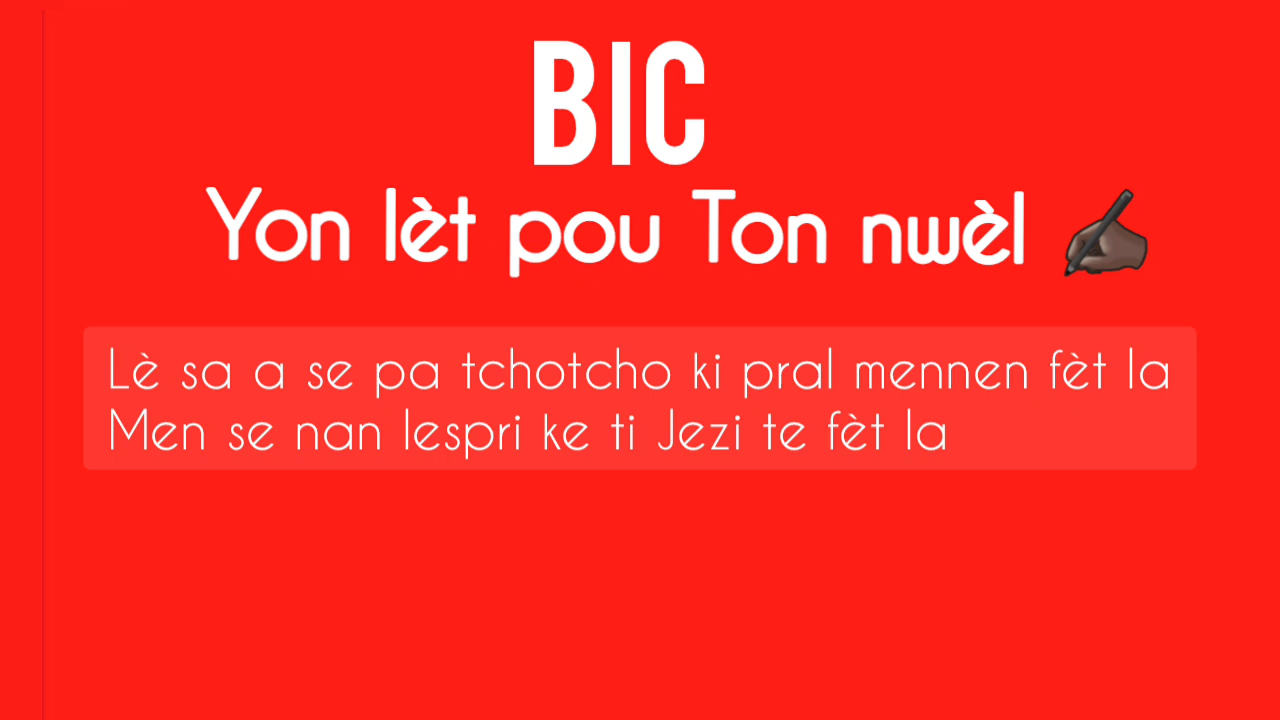 BIC
Yon lèt pou Ton nwèl ✍🏿
Lè sa a se pa tchotcho ki pral mennen fèt la
Men se nan lespri ke ti Jezi te fèt la